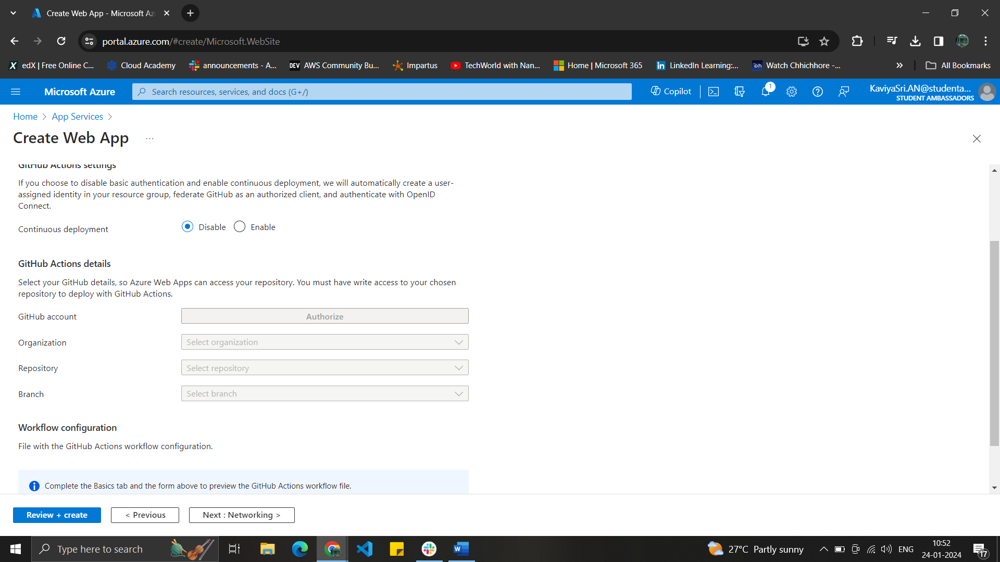 Create Web App - Microsoft Az
portal.azure.com/#create/Microsoft.WebSite
edX | Free Online C...
Cloud Academy
announcements - A...
DEV AWS Community Bu...
Impartus
TechWorld with Nan...
Home | Microsoft 365
LinkedIn Learning:...
Dh Watch Chhichhore -...
All Bookmarks
Microsoft Azure
Search resources, services, and docs (G+/)
Copilot
1
KaviyaSri.AN@studenta...
STUDENT AMBASSADORS
Home > App Services >
Create Web App ...
GitHub Actions settings
If you choose to disable basic authentication and enable continuous deployment, we will automatically create a user-
assigned identity in your resource group, federate GitHub as an authorized client, and authenticate with OpenID
Connect.
Continuous deployment
Disable
Enable
GitHub Actions details
Select your GitHub details, so Azure Web Apps can access your repository. You must have write access to your chosen
repository to deploy with GitHub Actions.
GitHub account
Authorize
Organization
Select organization
Repository
Select repository
Branch
Select branch
Workflow configuration
File with the GitHub Actions workflow configuration.
Complete the Basics tab and the form above to preview the GitHub Actions workflow file.
Review + create
< Previous
Next : Networking >
Type here to search
27°C Partly sunny
ENG
10:52
24-01-2024
17